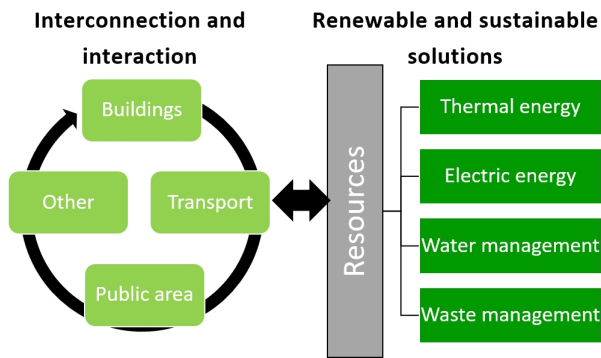 Interconnection and
interaction
Buildings
Other
Transport
Public area
Renewable and sustainable
solutions
Resources
Thermal energy
Electric energy
Water management
Waste management